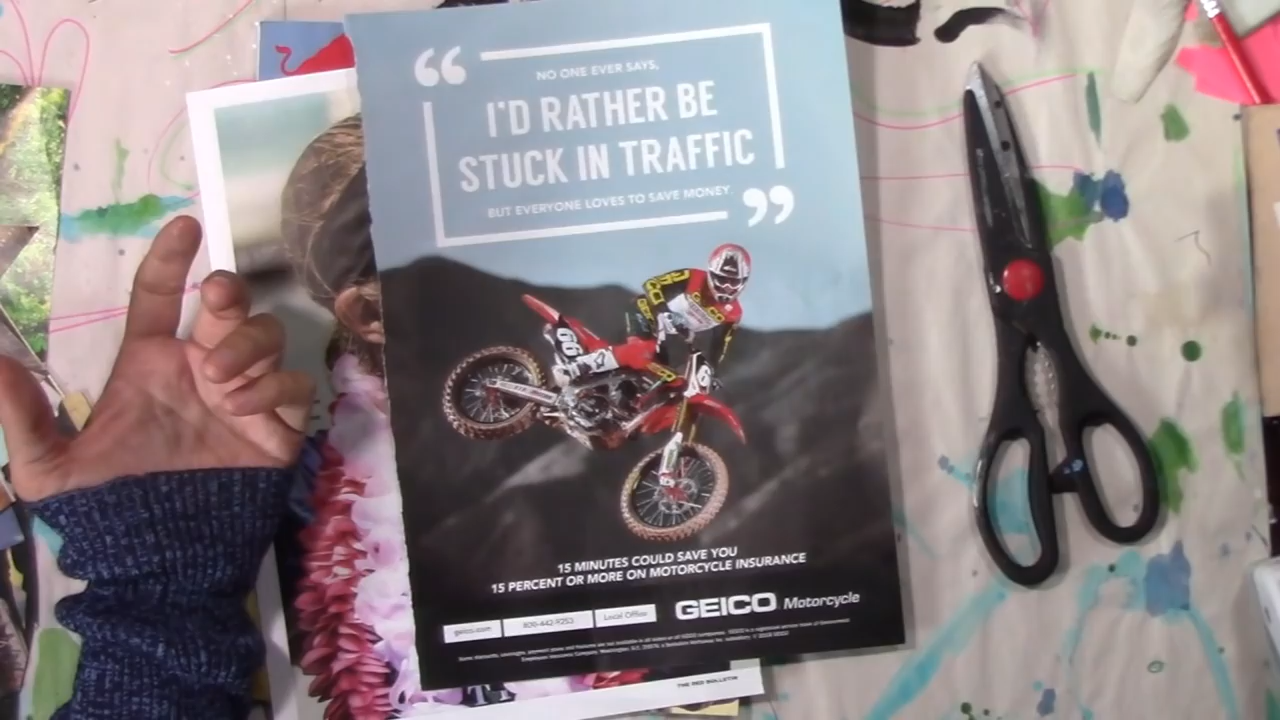 “
NO ONE EVER SAYS,
I'D RATHER BE
STUCK IN TRAFFIC
BUT EVERYONE LOVES TO SAVE MONEY.
”
66
6
15 MINUTES COULD SAVE YOU
15 PERCENT OR MORE ON MOTORCYCLE INSURANCE
geico.com
800-442-9253
Local Office
GEICO Motorcycle
THE RED BULLETIN